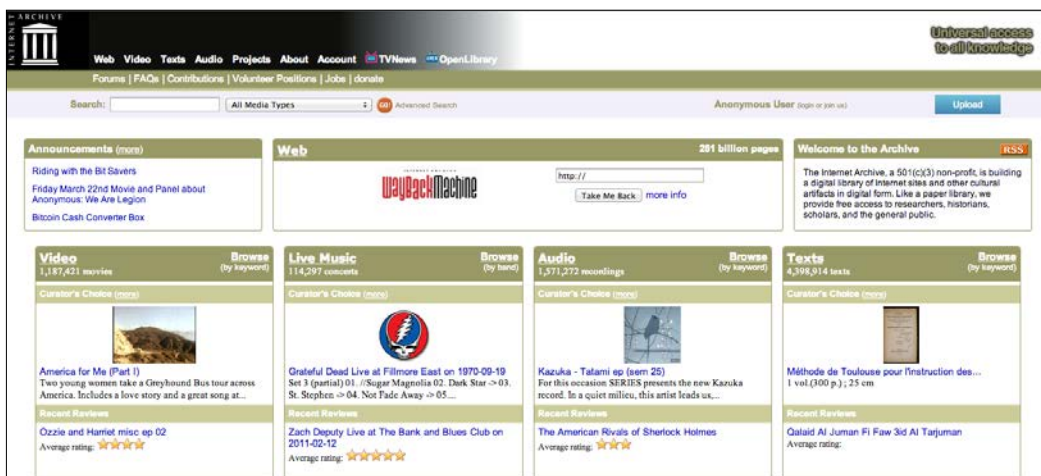 INTERNET ARCHIVE
Universal access
to all knowledge
Web Video Texts Audio Projects About Account TVNews OpenLibrary
Forums | FAQs | Contributions | Volunteer Positions | Jobs | donate
Search: All Media Types GO! Advanced Search Anonymous User (login or join us) Upload
Announcements (more)
Riding with the Bit Savers
Friday March 22nd Movie and Panel about
Anonymous: We Are Legion
Bitcoin Cash Converter Box
Web 281 billion pages
INTERNET ARCHIVE
WayBackMachine
http://
Take Me Back more info
Welcome to the Archive RSS
The Internet Archive, a 501(c)(3) non-profit, is building
a digital library of Internet sites and other cultural
artifacts in digital form. Like a paper library, we
provide free access to researchers, historians,
scholars, and the general public.
Video Browse
1,187,421 movies (by keyword)
Curator's Choice (more)
America for Me (Part I)
Two young women take a Greyhound Bus tour across
America. Includes a love story and a great song at...
Recent Reviews
Ozzie and Harriet misc ep 02
Average rating:
Live Music Browse
114,297 concerts (by band)
Curator's Choice (more)
Grateful Dead Live at Fillmore East on 1970-09-19
Set 3 (partial) 01. //Sugar Magnolia 02. Dark Star -> 03.
St. Stephen -> 04. Not Fade Away -> 05....
Recent Reviews
Zach Deputy Live at The Bank and Blues Club on
2011-02-12
Average rating:
Audio Browse
1,571,272 recordings (by keyword)
Curator's Choice (more)
Kazuka - Tatami ep (sem 25)
For this occasion SERIES presents the new Kazuka
record. In a quiet milieu, this artist leads us,...
Recent Reviews
The American Rivals of Sherlock Holmes
Average rating:
Texts Browse
4,398,914 texts (by keyword)
Curator's Choice (more)
Méthode de Toulouse pour l'instruction des...
1 vol.(300 p.) ; 25 cm
Recent Reviews
Qalaid Al Juman Fi Faw 3id Al Tarjuman
Average rating: